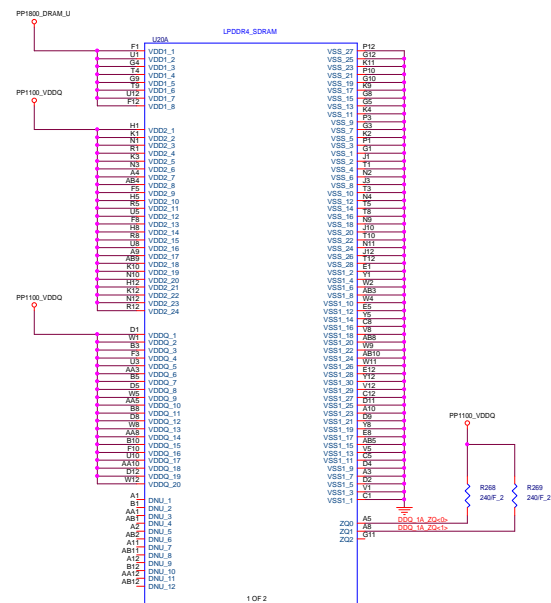 PP1800_DRAM_U
LPDDR4_SDRAM
U20A
F1 VDD1_1
U1 VDD1_2
G4 VDD1_3
T4 VDD1_4
G9 VDD1_5
T9 VDD1_6
U12 VDD1_7
F12 VDD1_8
PP1100_VDDQ
H1 VDD2_1
K1 VDD2_2
N1 VDD2_3
R1 VDD2_4
K3 VDD2_5
N3 VDD2_6
A4 VDD2_7
AB4 VDD2_8
F5 VDD2_9
H5 VDD2_10
R5 VDD2_11
U5 VDD2_12
F8 VDD2_13
H8 VDD2_14
R8 VDD2_15
U8 VDD2_16
A9 VDD2_17
AB9 VDD2_18
K10 VDD2_19
N10 VDD2_20
H12 VDD2_21
K12 VDD2_22
N12 VDD2_23
R12 VDD2_24
PP1100_VDDQ
D1 VDDQ_1
W1 VDDQ_2
B3 VDDQ_3
F3 VDDQ_4
U3 VDDQ_5
AA3 VDDQ_6
B5 VDDQ_7
D5 VDDQ_8
W5 VDDQ_9
AA5 VDDQ_10
B8 VDDQ_11
D8 VDDQ_12
W8 VDDQ_13
AA8 VDDQ_14
B10 VDDQ_15
F10 VDDQ_16
U10 VDDQ_17
AA10 VDDQ_18
D12 VDDQ_19
W12 VDDQ_20
A1 DNU_1
B1 DNU_2
AA1 DNU_3
AB1 DNU_4
A2 DNU_5
AB2 DNU_6
A11 DNU_7
AB11 DNU_8
A12 DNU_9
B12 DNU_10
AA12 DNU_11
AB12 DNU_12
VSS_27 P12
VSS_25 G12
VSS_23 K11
VSS_21 P10
VSS_19 G10
VSS_17 K9
VSS_15 G8
VSS_13 G5
VSS_11 K4
VSS_9 P3
VSS_7 G3
VSS_5 K2
VSS_3 P1
VSS_1 G1
VSS_2 J1
VSS_4 T1
VSS_6 N2
VSS_8 J3
VSS_10 T3
VSS_12 N4
VSS_14 T5
VSS_16 T8
VSS_18 N9
VSS_20 J10
VSS_22 T10
VSS_24 N11
VSS_26 J12
VSS_28 T12
VSS1_2 E1
VSS1_4 Y1
VSS1_6 W2
VSS1_8 AB3
VSS1_10 W4
VSS1_12 E5
VSS1_14 Y5
VSS1_16 C8
VSS1_18 V8
VSS1_20 AB8
VSS1_22 W9
VSS1_24 AB10
VSS1_26 W11
VSS1_28 E12
VSS1_30 Y12
VSS1_29 V12
VSS1_27 C12
VSS1_25 D11
VSS1_23 A10
VSS1_21 D9
VSS1_19 Y8
VSS1_17 E8
VSS1_15 AB5
VSS1_13 V5
VSS1_11 C5
VSS1_9 D4
VSS1_7 A3
VSS1_5 D2
VSS1_3 V1
VSS1_1 C1
ZQ0 A5 DDQ_1A_ZQ<0>
ZQ1 A8 DDQ_1A_ZQ<1>
ZQ2 G11
PP1100_VDDQ
R268
240/F_2
R269
240/F_2
1 OF 2